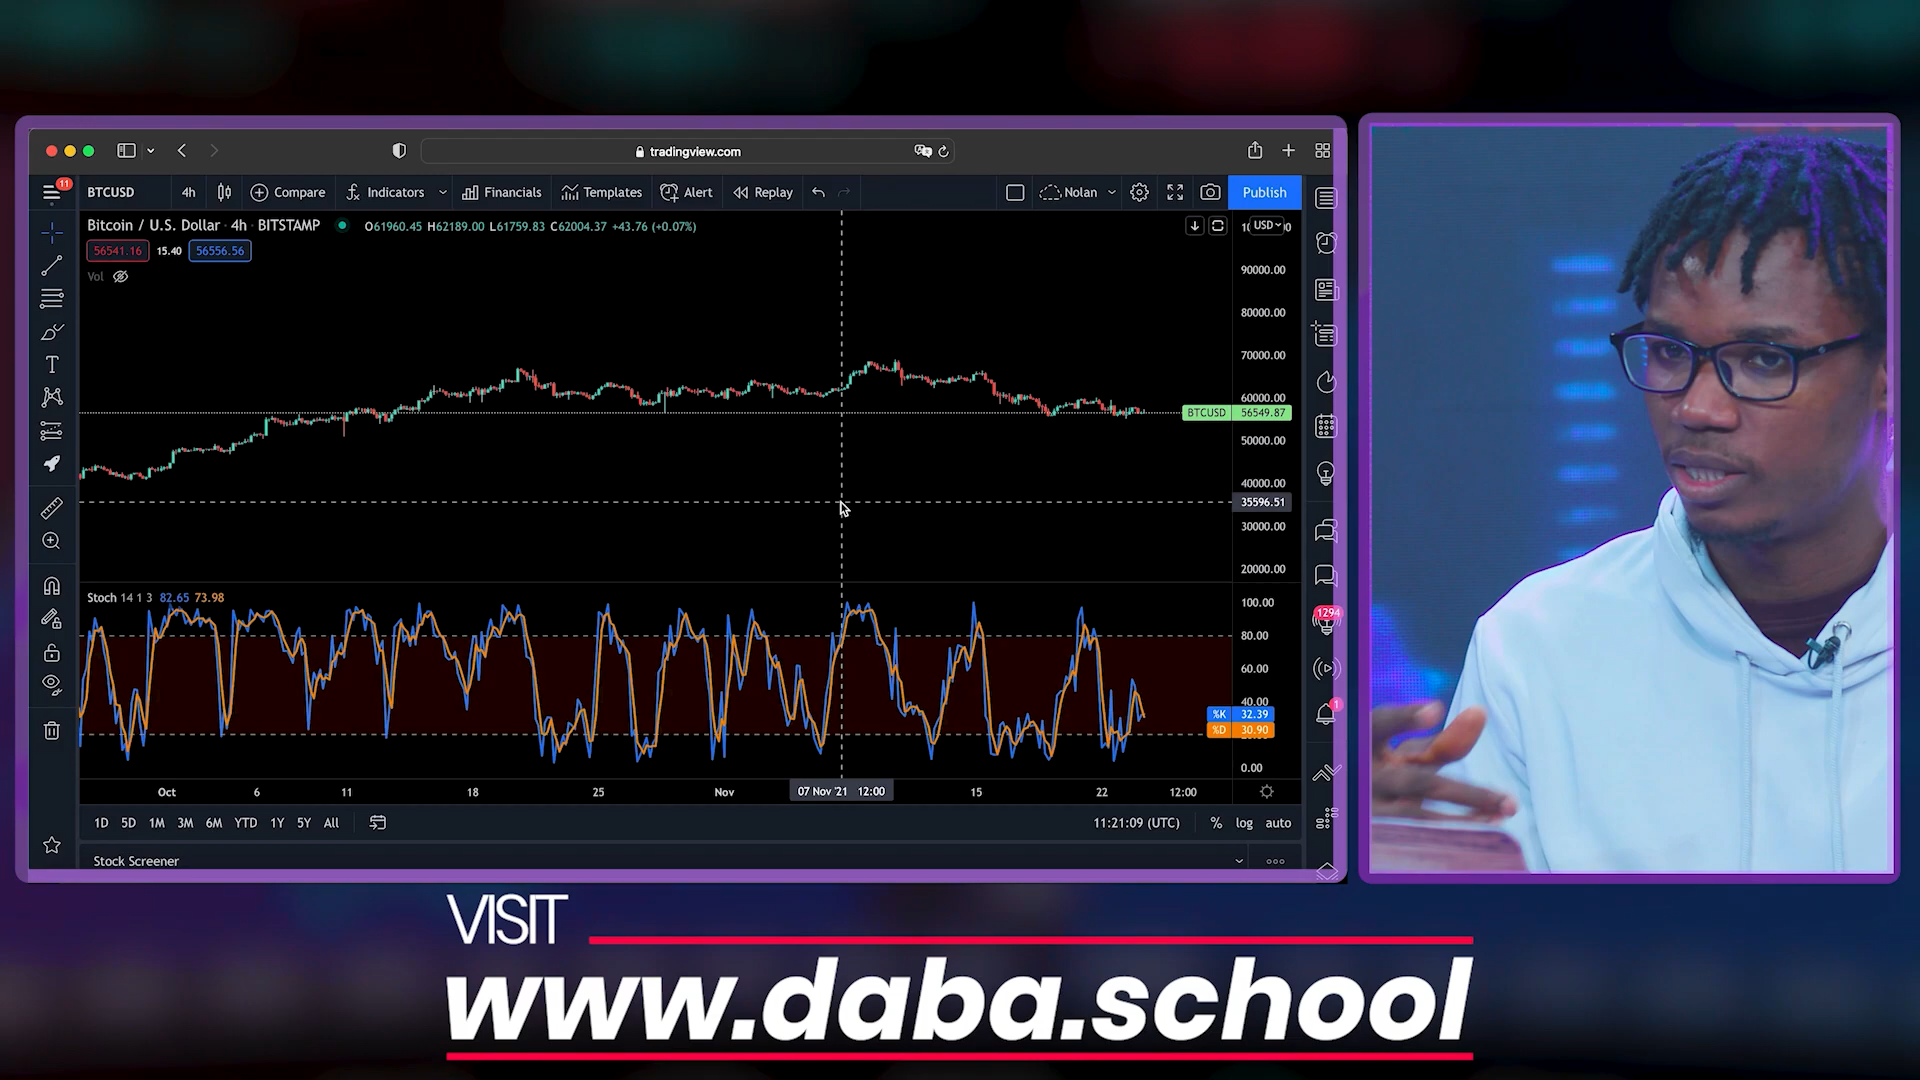 tradingview.com
11
BTCUSD 4h Compare Indicators Financials Templates Alert Replay Nolan Publish
Bitcoin / U.S. Dollar · 4h · BITSTAMP O61960.45 H62189.00 L61759.83 C62004.37 +43.76 (+0.07%)
USD
56541.16 15.40 56556.56
Vol
90000.00
80000.00
70000.00
60000.00
BTCUSD 56549.87
50000.00
40000.00
35596.51
30000.00
20000.00
Stoch 14 1 3 82.65 73.98
100.00
1294
80.00
60.00
40.00
1
%K 32.39
%D 30.90
0.00
Oct 6 11 18 25 Nov 07 Nov '21 12:00 15 22 12:00
1D 5D 1M 3M 6M YTD 1Y 5Y All 11:21:09 (UTC) % log auto
Stock Screener
VISIT
www.daba.school